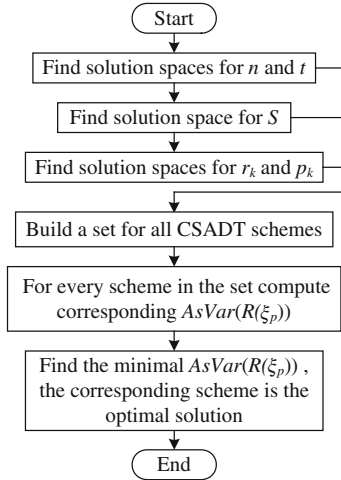 Start
Find solution spaces for n and t
Find solution space for S
Find solution spaces for rₖ and pₖ
Build a set for all CSADT schemes
For every scheme in the set compute
corresponding AsVar(R(ξₚ))
Find the minimal AsVar(R(ξₚ)) ,
the corresponding scheme is the
optimal solution
End